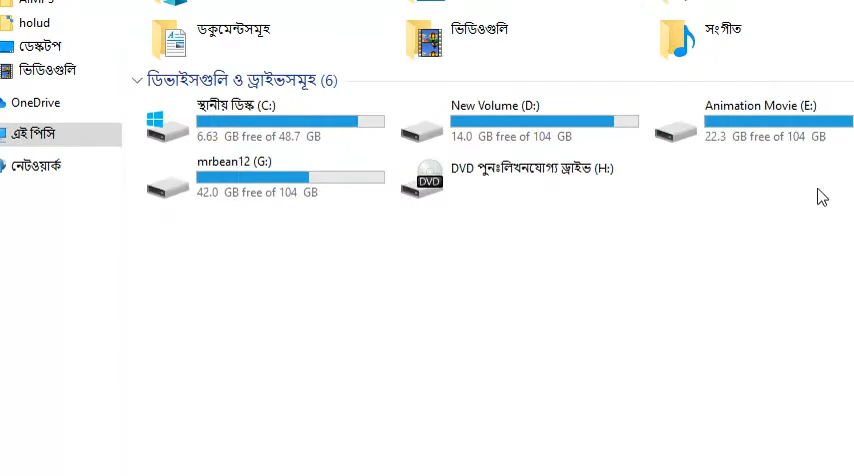 holud
ডেস্কটপ
ভিডিওগুলি
OneDrive
এই পিসি
নেটওয়ার্ক
ডকুমেন্টসমূহ
ভিডিওগুলি
সংগীত
ডিভাইসগুলি ও ড্রাইভসমূহ (6)
স্থানীয় ডিস্ক (C:)
6.63 GB free of 48.7 GB
New Volume (D:)
14.0 GB free of 104 GB
Animation Movie (E:)
22.3 GB free of 104 GB
mrbean12 (G:)
42.0 GB free of 104 GB
DVD পুনঃলিখনযোগ্য ড্রাইভ (H:)
DVD